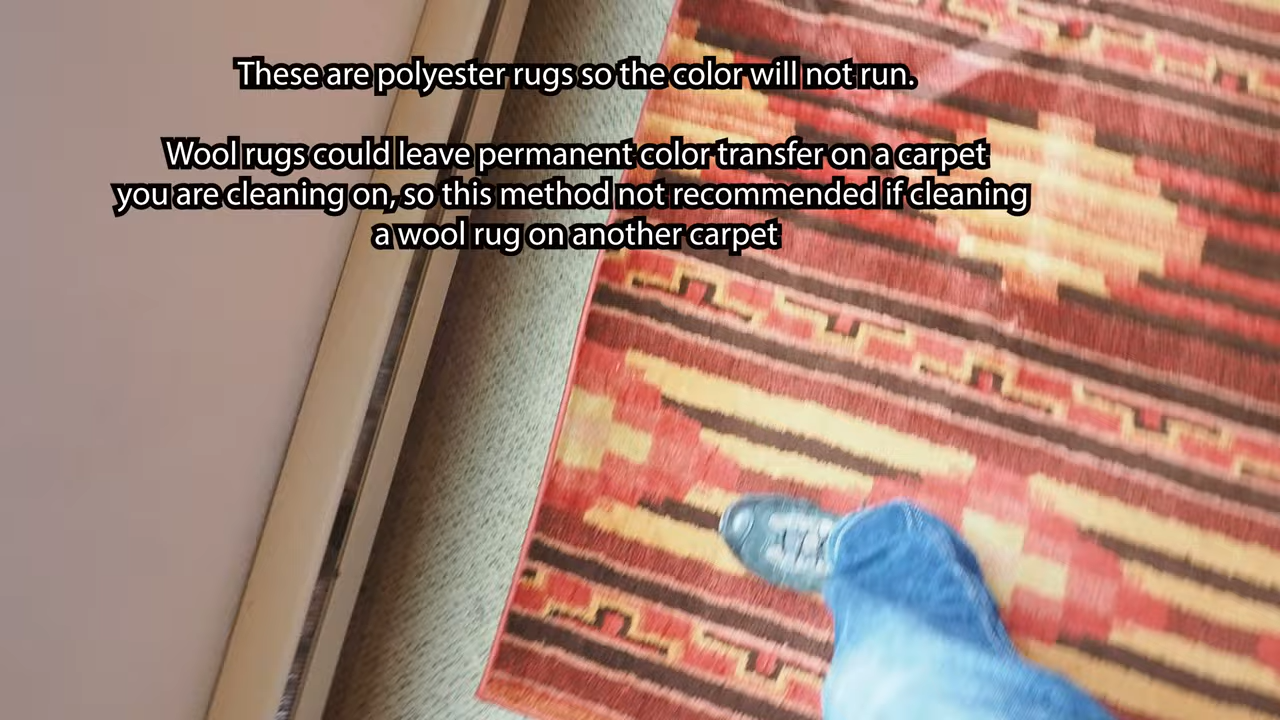 These are polyester rugs so the color will not run.
Wool rugs could leave permanent color transfer on a carpet
you are cleaning on, so this method not recommended if cleaning
a wool rug on another carpet